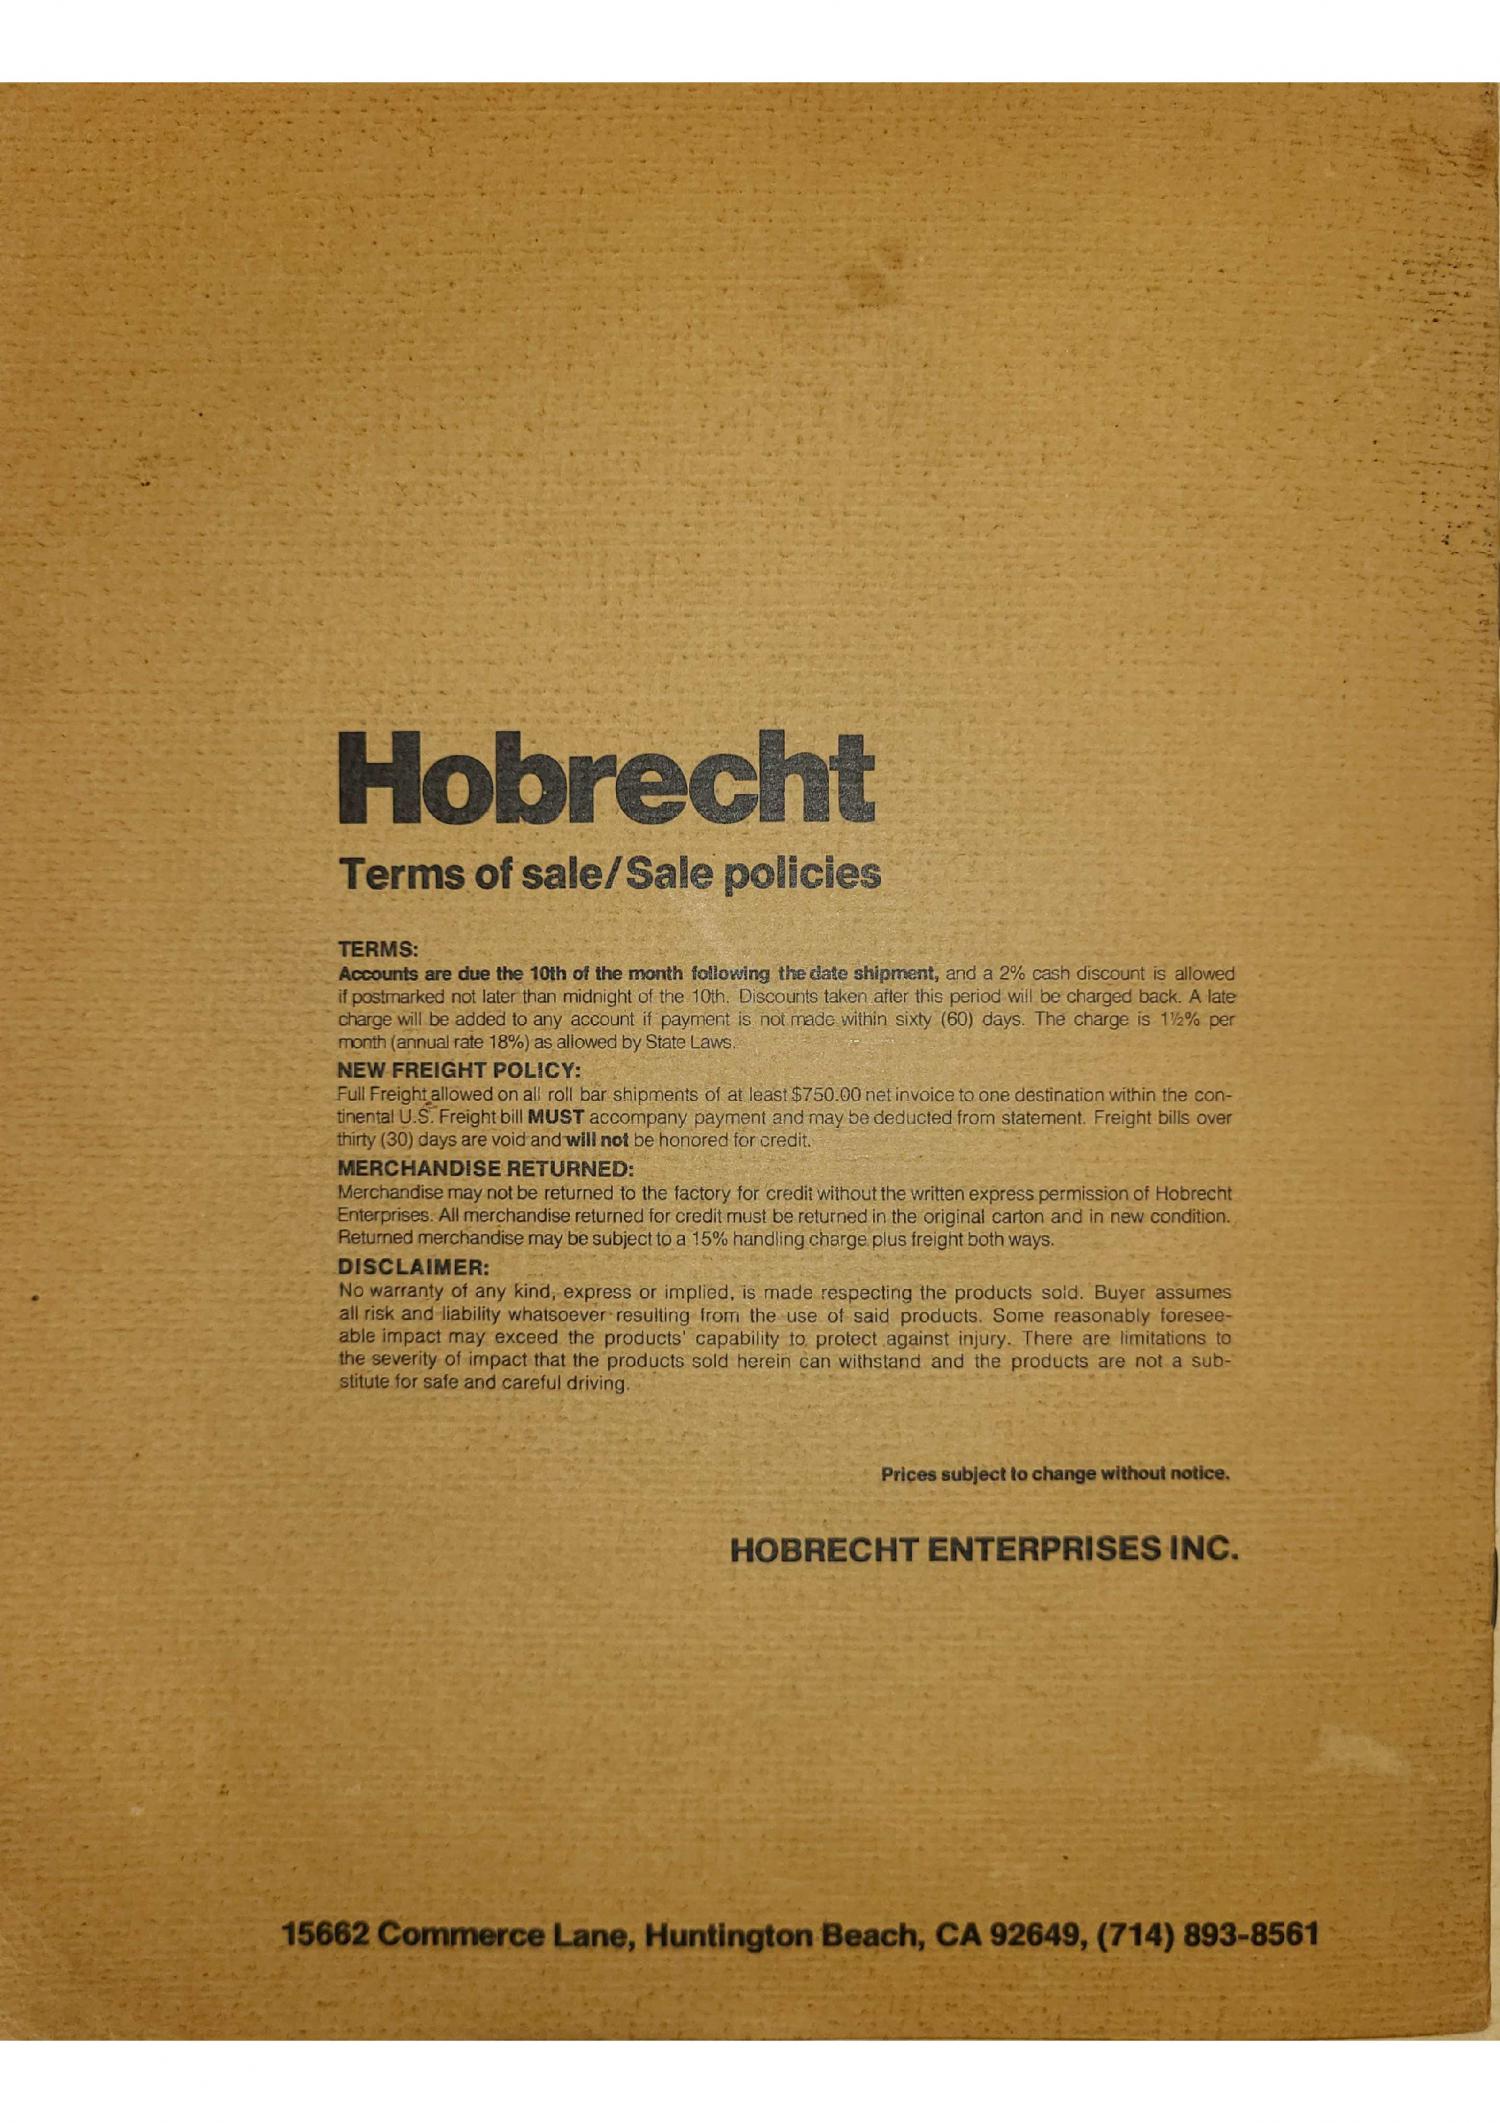 Hobrecht
Terms of sale/Sale policies
TERMS:
Accounts are due the 10th of the month following the date shipment, and a 2% cash discount is allowed
if postmarked not later than midnight of the 10th. Discounts taken after this period will be charged back. A late
charge will be added to any account if payment is not made within sixty (60) days. The charge is 1½% per
month (annual rate 18%) as allowed by State Laws.
NEW FREIGHT POLICY:
Full Freight allowed on all roll bar shipments of at least $750.00 net invoice to one destination within the con-
tinental U.S. Freight bill MUST accompany payment and may be deducted from statement. Freight bills over
thirty (30) days are void and will not be honored for credit.
MERCHANDISE RETURNED:
Merchandise may not be returned to the factory for credit without the written express permission of Hobrecht
Enterprises. All merchandise returned for credit must be returned in the original carton and in new condition.
Returned merchandise may be subject to a 15% handling charge plus freight both ways.
DISCLAIMER:
No warranty of any kind, express or implied, is made respecting the products sold. Buyer assumes
all risk and liability whatsoever resulting from the use of said products. Some reasonably foresee-
able impact may exceed the products' capability to protect against injury. There are limitations to
the severity of impact that the products sold herein can withstand and the products are not a sub-
stitute for safe and careful driving.
Prices subject to change without notice.
HOBRECHT ENTERPRISES INC.
15662 Commerce Lane, Huntington Beach, CA 92649, (714) 893-8561